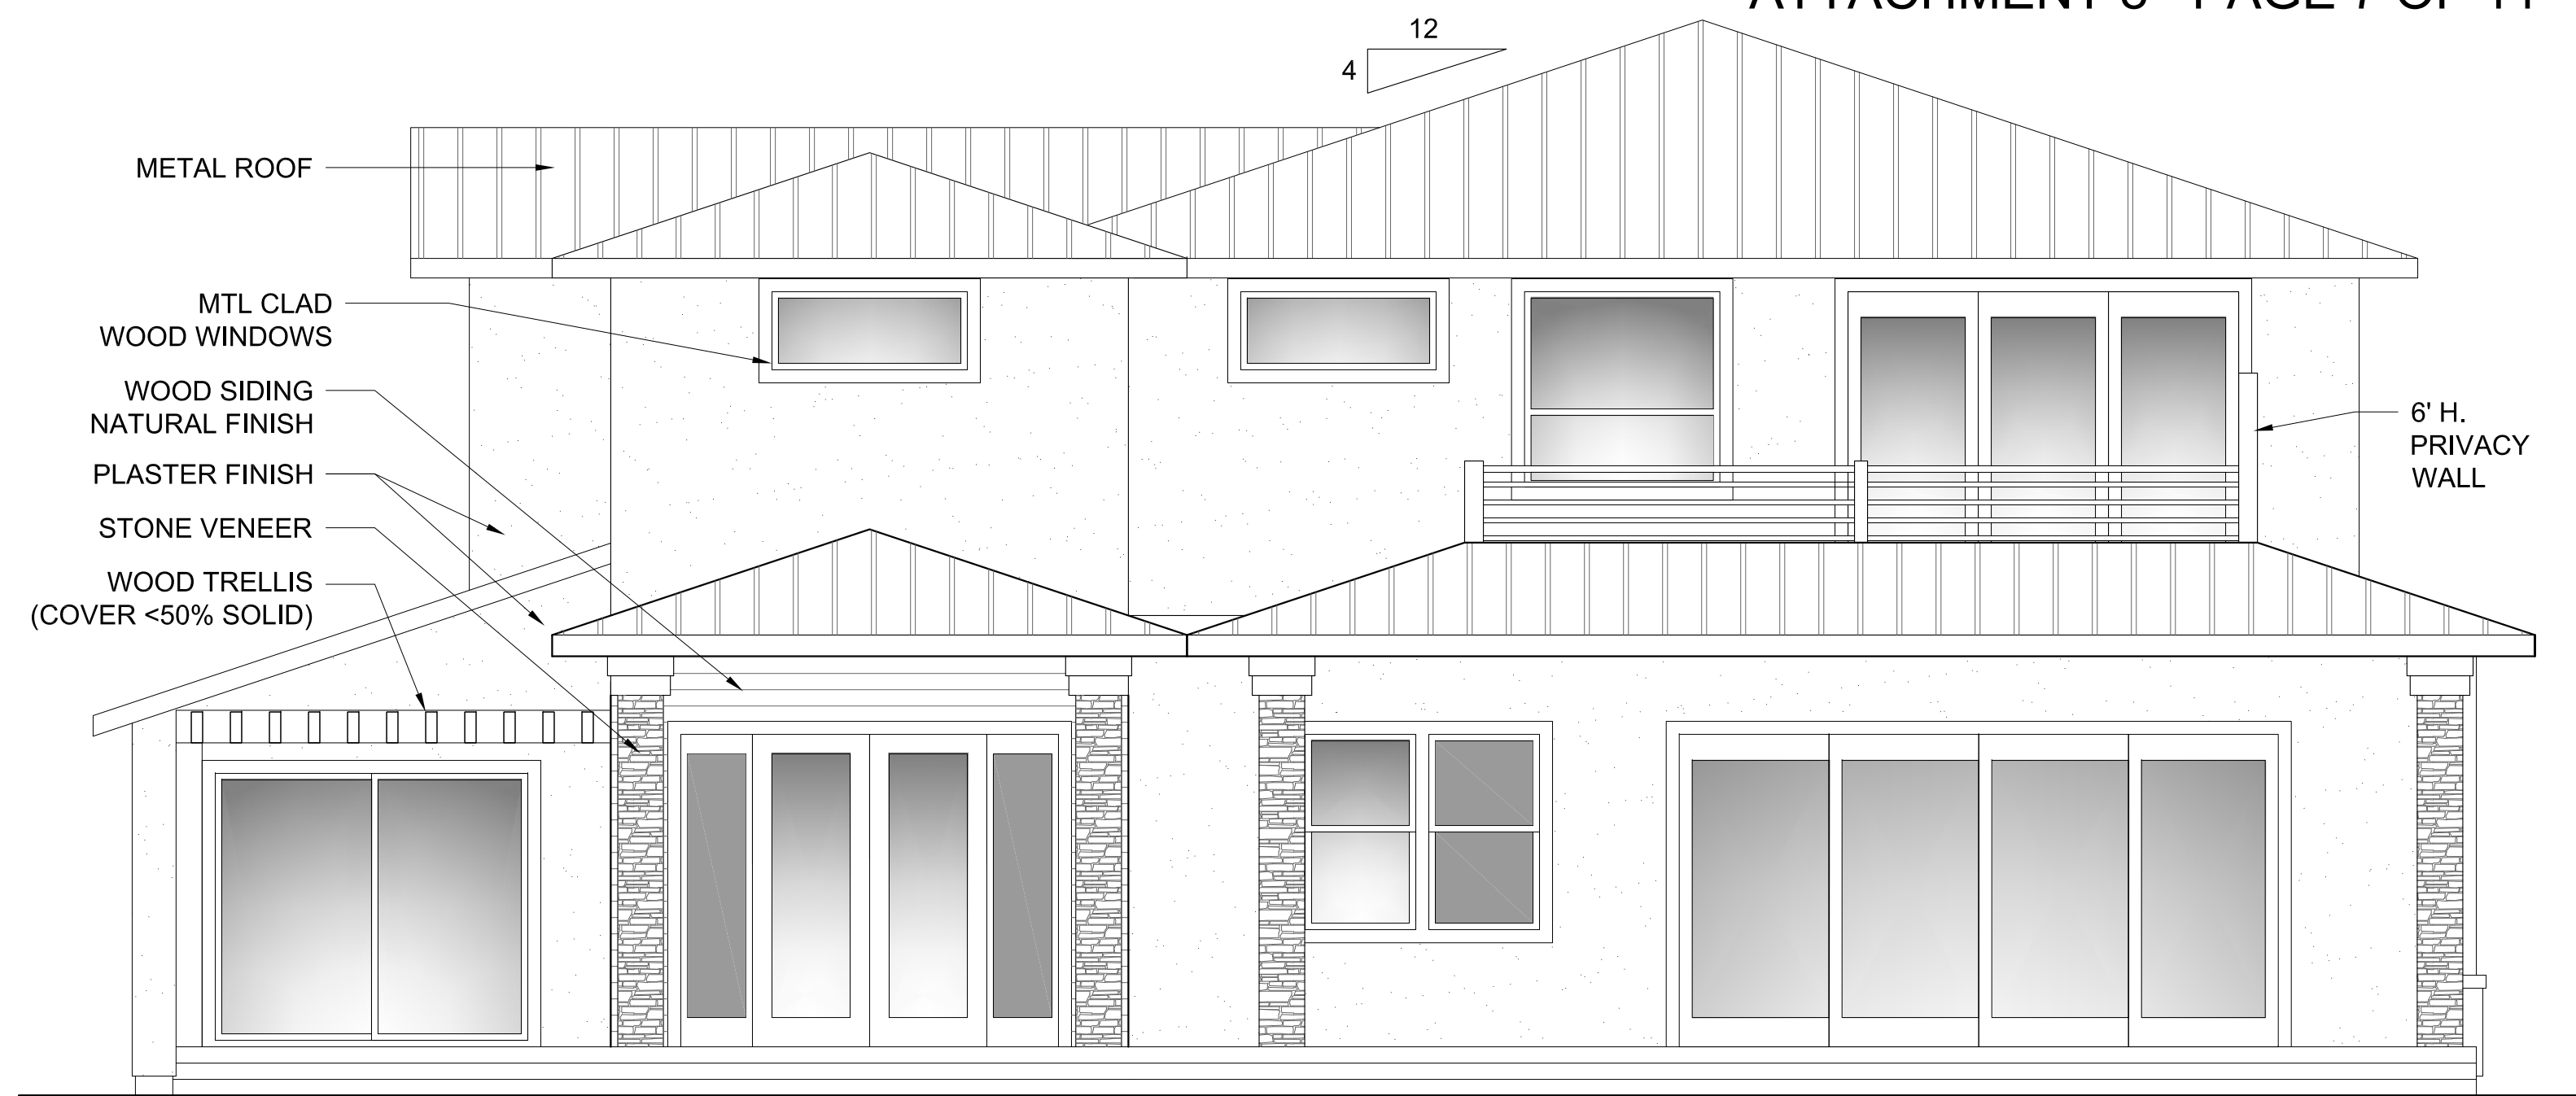 12
4
METAL ROOF
MTL CLAD
WOOD WINDOWS
WOOD SIDING
NATURAL FINISH
PLASTER FINISH
STONE VENEER
WOOD TRELLIS
(COVER <50% SOLID)
6' H.
PRIVACY
WALL